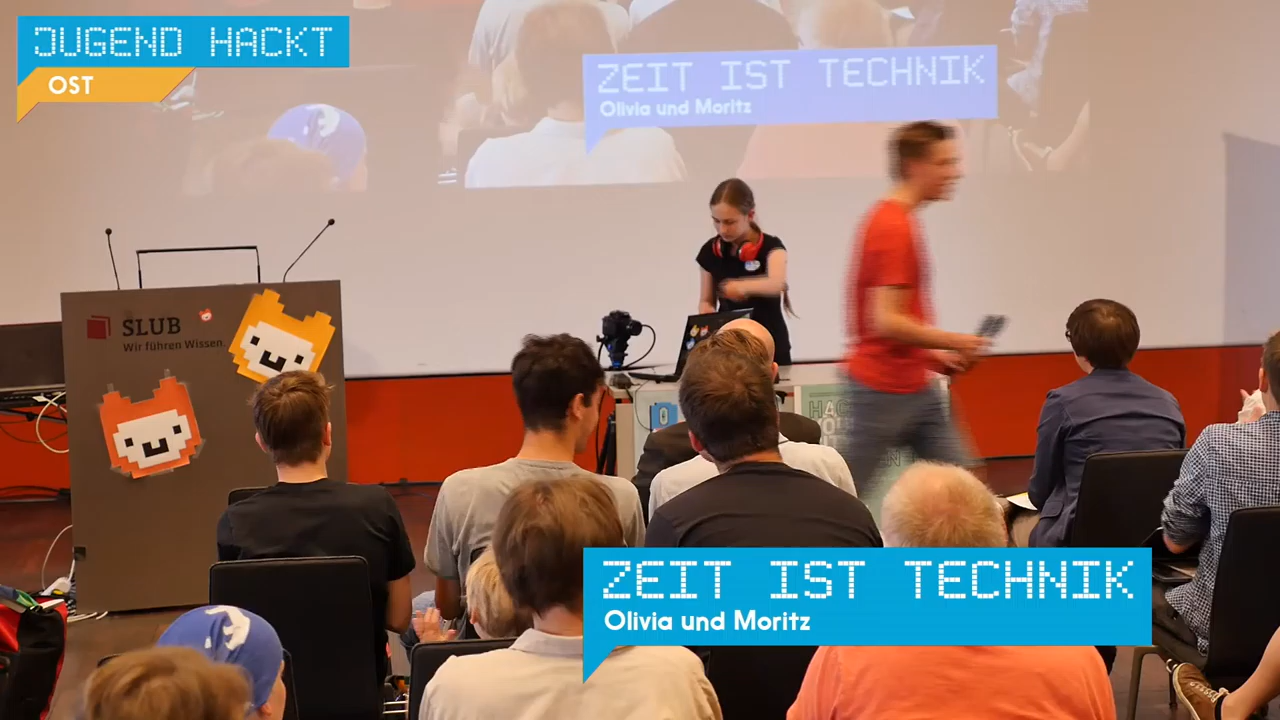 JUGEND HACKT
OST
ZEIT IST TECHNIK
Olivia und Moritz
SLUB
Wir führen Wissen.
ZEIT IST TECHNIK
Olivia und Moritz